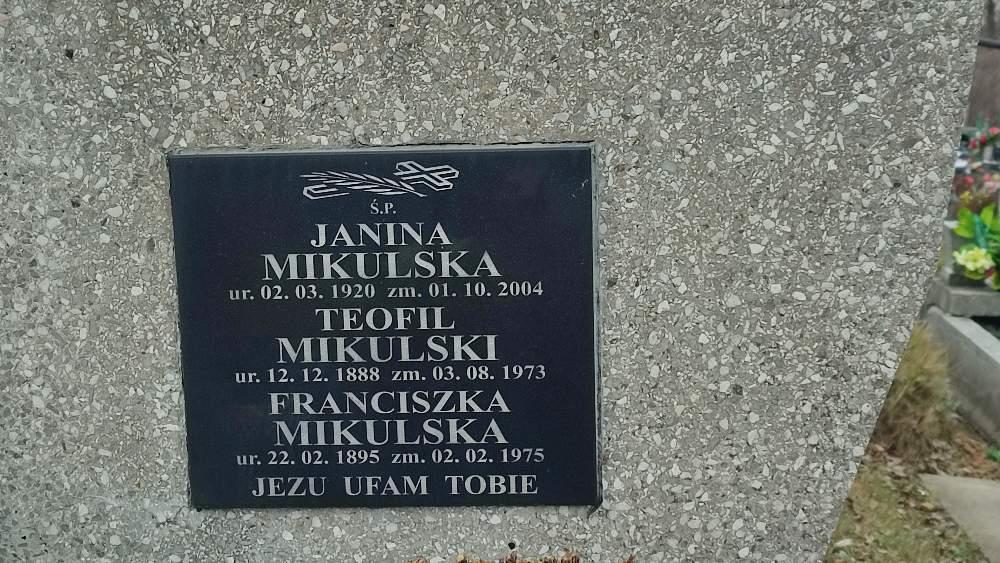 Ś.P.
JANINA
MIKULSKA
ur. 02. 03. 1920 zm. 01. 10. 2004
TEOFIL
MIKULSKI
ur. 12. 12. 1888 zm. 03. 08. 1973
FRANCISZKA
MIKULSKA
ur. 22. 02. 1895 zm. 02. 02. 1975
JEZU UFAM TOBIE